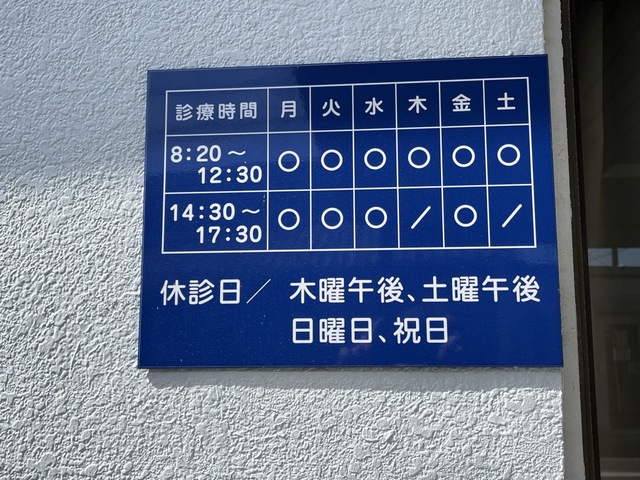 診療時間 月 火 水 木 金 土
8:20～
12:30 ○ ○ ○ ○ ○ ○
14:30～
17:30 ○ ○ ○ ／ ○ ／
休診日／ 木曜午後、土曜午後
日曜日、祝日